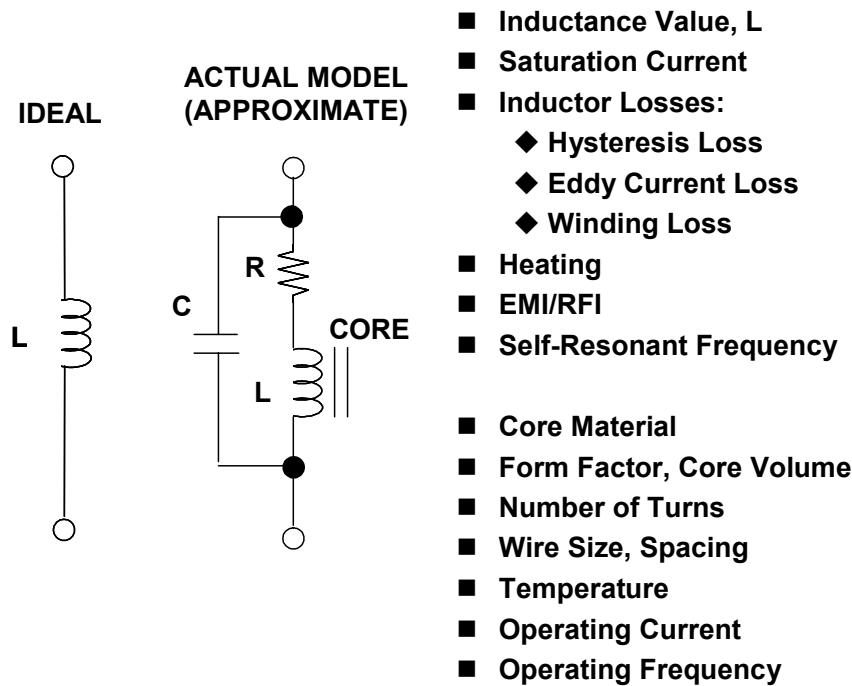 IDEAL
L
ACTUAL MODEL
(APPROXIMATE)
R
C
CORE
L
■ Inductance Value, L
■ Saturation Current
■ Inductor Losses:
◆ Hysteresis Loss
◆ Eddy Current Loss
◆ Winding Loss
■ Heating
■ EMI/RFI
■ Self-Resonant Frequency
■ Core Material
■ Form Factor, Core Volume
■ Number of Turns
■ Wire Size, Spacing
■ Temperature
■ Operating Current
■ Operating Frequency